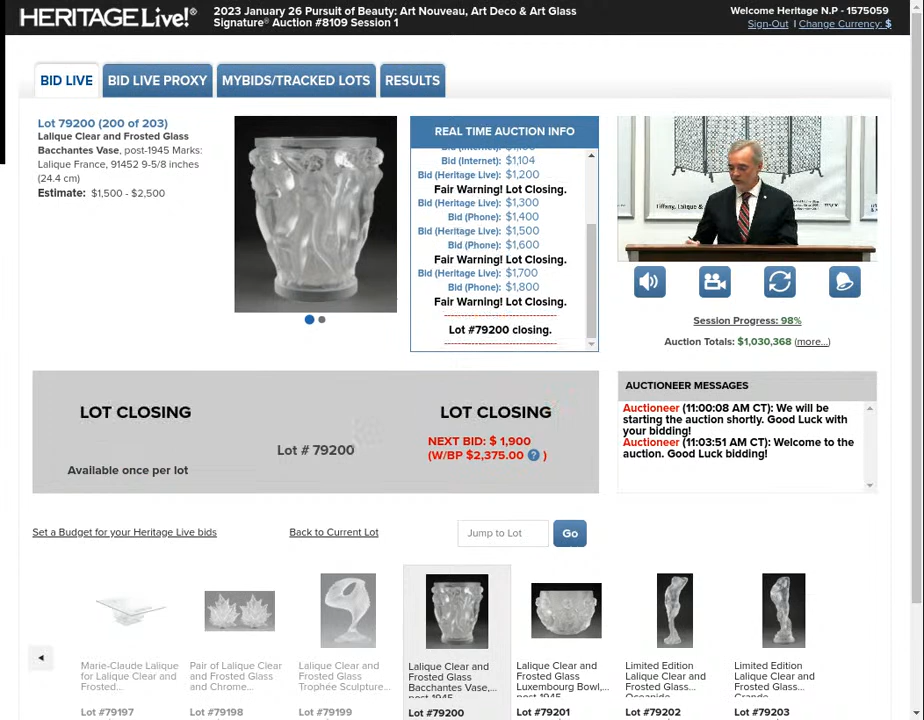 HERITAGE Live!®
2023 January 26 Pursuit of Beauty: Art Nouveau, Art Deco & Art Glass
Signature® Auction #8109 Session 1
Welcome Heritage N.P - 1575059
Sign-Out | Change Currency: $
BID LIVE
BID LIVE PROXY
MYBIDS/TRACKED LOTS
RESULTS
Lot 79200 (200 of 203)
Lalique Clear and Frosted Glass
Bacchantes Vase, post-1945 Marks:
Lalique France, 91452 9-5/8 inches
(24.4 cm)
Estimate: $1,500 - $2,500
REAL TIME AUCTION INFO
Bid (Internet): $1,104
Bid (Heritage Live): $1,200
Fair Warning! Lot Closing.
Bid (Heritage Live): $1,300
Bid (Phone): $1,400
Bid (Heritage Live): $1,500
Bid (Phone): $1,600
Fair Warning! Lot Closing.
Bid (Heritage Live): $1,700
Bid (Phone): $1,800
Fair Warning! Lot Closing.
Lot #79200 closing.
Tiffany, Lalique &
Session Progress: 98%
Auction Totals: $1,030,368 (more...)
LOT CLOSING
Available once per lot
Lot # 79200
LOT CLOSING
NEXT BID: $ 1,900
(W/BP $2,375.00 ? )
AUCTIONEER MESSAGES
Auctioneer (11:00:08 AM CT): We will be
starting the auction shortly. Good Luck with
your bidding!
Auctioneer (11:03:51 AM CT): Welcome to the
auction. Good Luck bidding!
Set a Budget for your Heritage Live bids
Back to Current Lot
Jump to Lot
Go
Marie-Claude Lalique
for Lalique Clear and
Frosted...
Lot #79197
Pair of Lalique Clear
and Frosted Glass
and Chrome...
Lot #79198
Lalique Clear and
Frosted Glass
Trophée Sculpture...
Lot #79199
Lalique Clear and
Frosted Glass
Bacchantes Vase,...
post-1945
Lot #79200
Lalique Clear and
Frosted Glass
Luxembourg Bowl,...
post-1945
Lot #79201
Limited Edition
Lalique Clear and
Frosted Glass...
Oceanide
Lot #79202
Limited Edition
Lalique Clear and
Frosted Glass...
Grande
Lot #79203